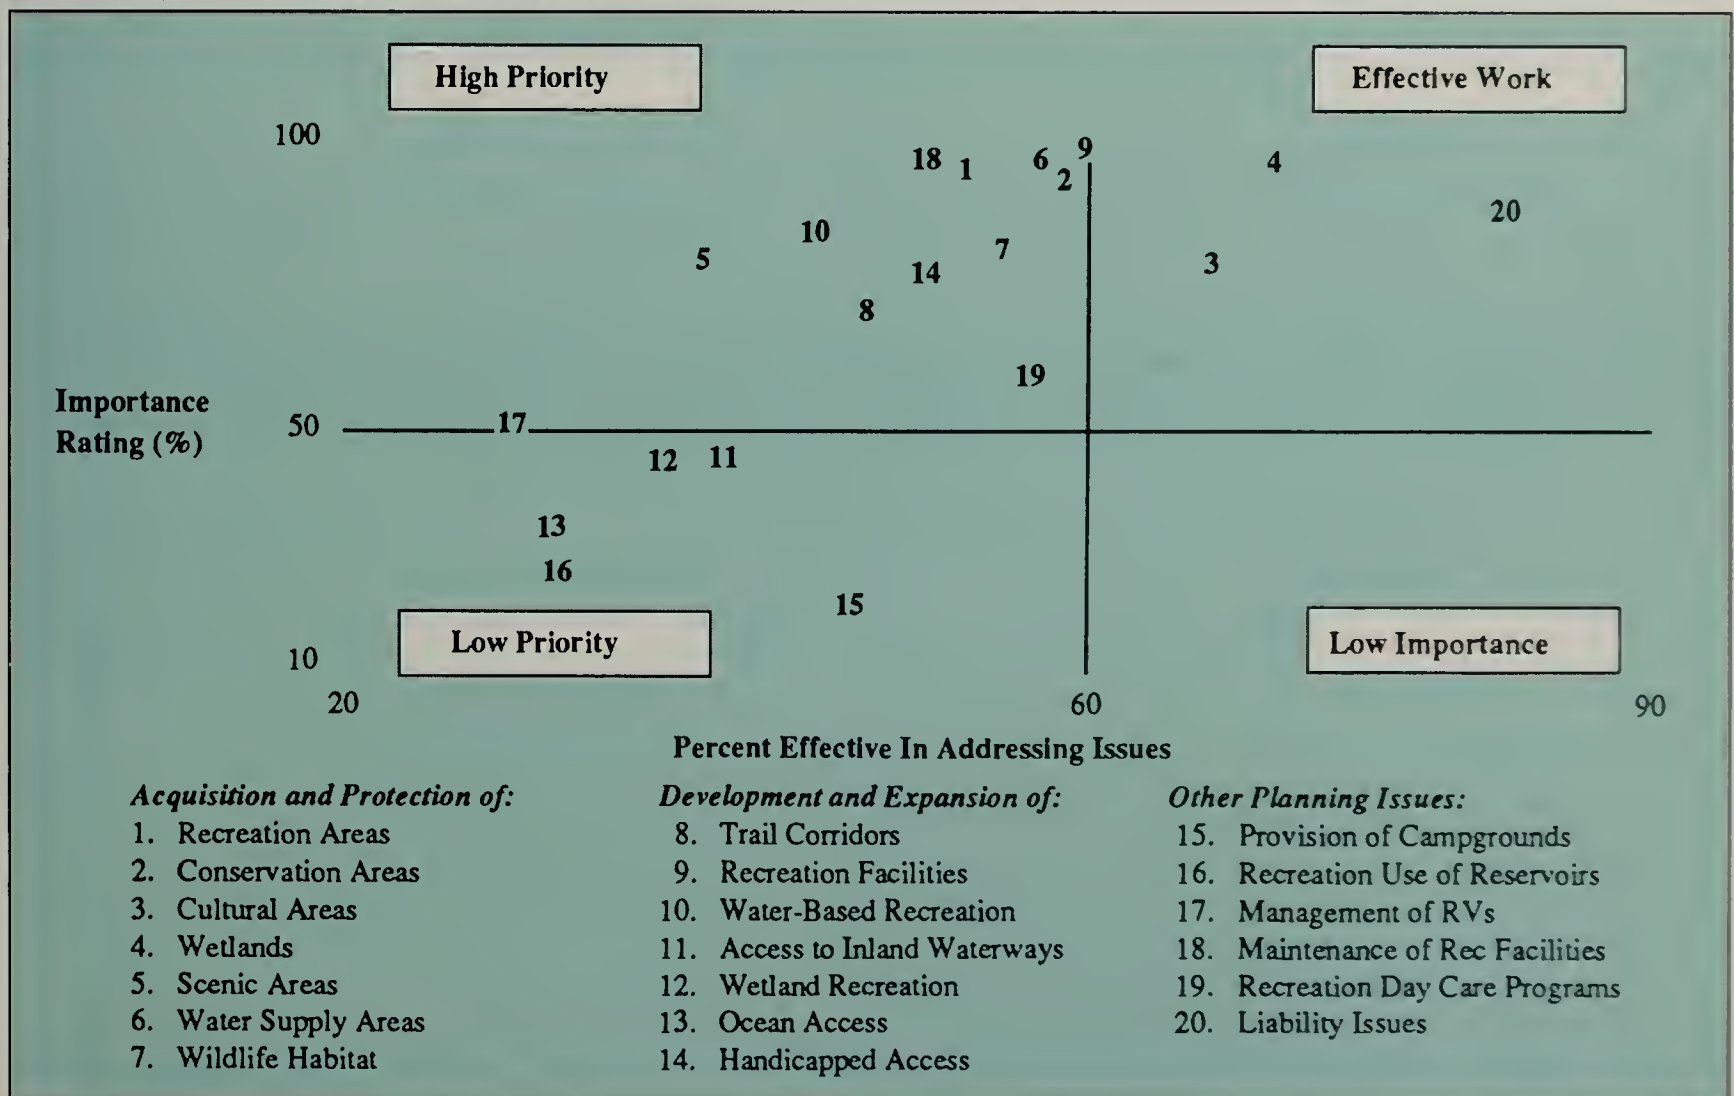 High Priority
Effective Work
100
9
18 1 6 2 4
20
10
5 14 7 3
8
19
Importance
Rating (%)
50
17
12 11
13
16
15
Low Priority
Low Importance
10
20 60 90
Percent Effective In Addressing Issues
Acquisition and Protection of:
1. Recreation Areas
2. Conservation Areas
3. Cultural Areas
4. Wetlands
5. Scenic Areas
6. Water Supply Areas
7. Wildlife Habitat
Development and Expansion of:
8. Trail Corridors
9. Recreation Facilities
10. Water-Based Recreation
11. Access to Inland Waterways
12. Wetland Recreation
13. Ocean Access
14. Handicapped Access
Other Planning Issues:
15. Provision of Campgrounds
16. Recreation Use of Reservoirs
17. Management of RVs
18. Maintenance of Rec Facilities
19. Recreation Day Care Programs
20. Liability Issues